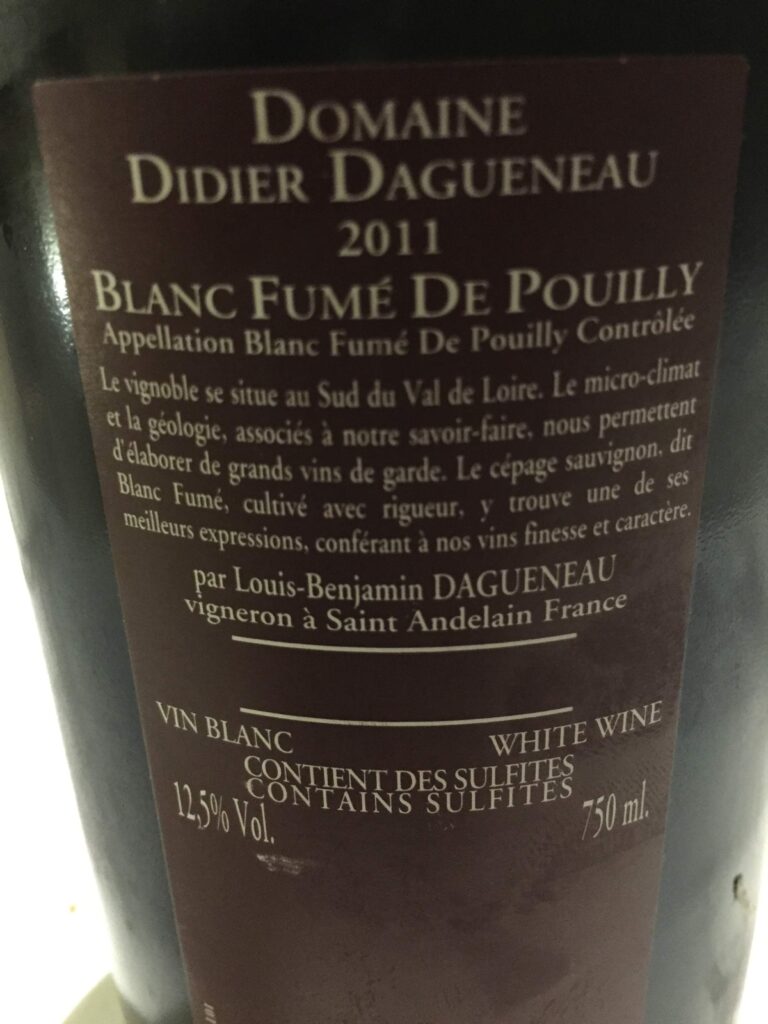 DOMAINE
DIDIER DAGUENEAU
2011
BLANC FUMÉ DE POUILLY
Appellation Blanc Fumé De Pouilly Contrôlée
Le vignoble se situe au Sud du Val de Loire. Le micro-climat
et la géologie, associés à notre savoir-faire, nous permettent
d'élaborer de grands vins de garde. Le cépage sauvignon, dit
Blanc Fumé, cultivé avec rigueur, y trouve une de ses
meilleurs expressions, conférant à nos vins finesse et caractère.
par Louis-Benjamin DAGUENEAU
vigneron à Saint Andelain France
VIN BLANC WHITE WINE
CONTIENT DES SULFITES
CONTAINS SULFITES
12,5% Vol. 750 ml.